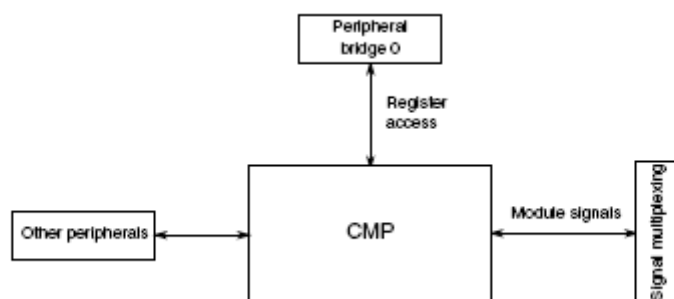 Peripheral
bridge 0
Register
access
Other peripherals
CMP
Module signals
Signal multiplexing